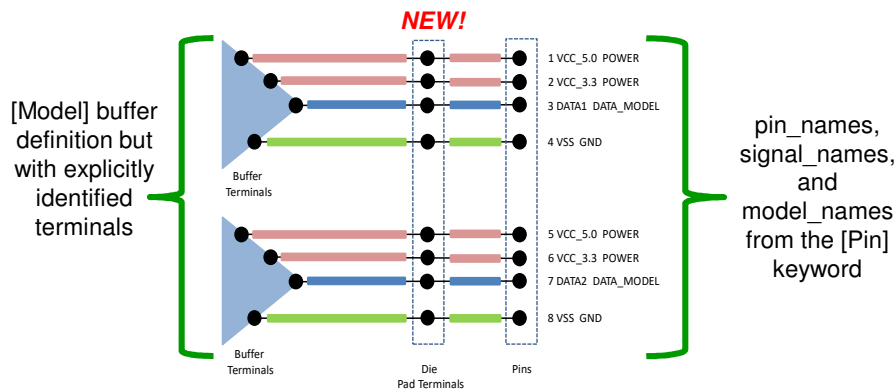 NEW!
[Model] buffer
definition but
with explicitly
identified
terminals
1 VCC_5.0 POWER
2 VCC_3.3 POWER
3 DATA1 DATA_MODEL
4 VSS GND
Buffer
Terminals
5 VCC_5.0 POWER
6 VCC_3.3 POWER
7 DATA2 DATA_MODEL
8 VSS GND
Buffer
Terminals
Die
Pad Terminals
Pins
pin_names,
signal_names,
and
model_names
from the [Pin]
keyword